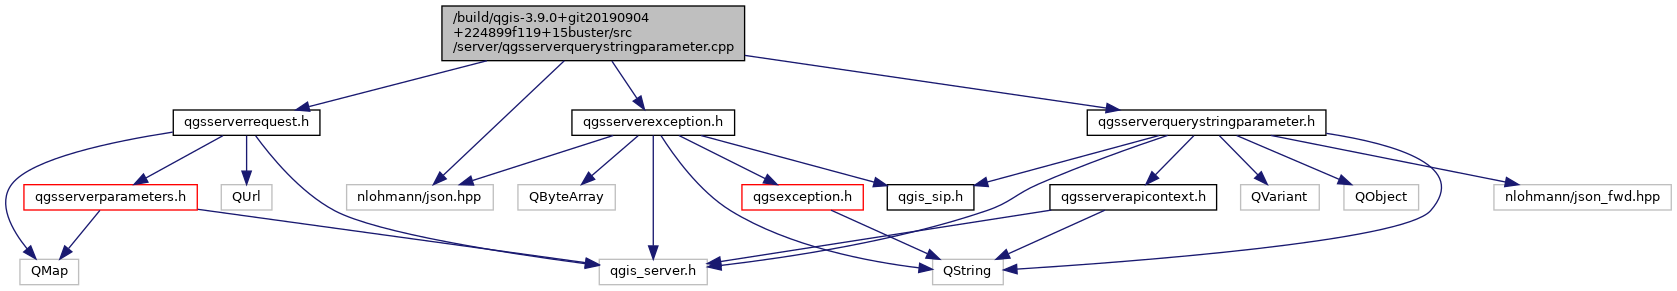 /build/qgis-3.9.0+git20190904
+224899f119+15buster/src
/server/qgsserverquerystringparameter.cpp
qgsserverrequest.h
qgsserverexception.h
qgsserverquerystringparameter.h
qgsserverparameters.h
QUrl
nlohmann/json.hpp
QByteArray
qgsexception.h
qgis_sip.h
qgsserverapicontext.h
QVariant
QObject
nlohmann/json_fwd.hpp
QMap
qgis_server.h
QString